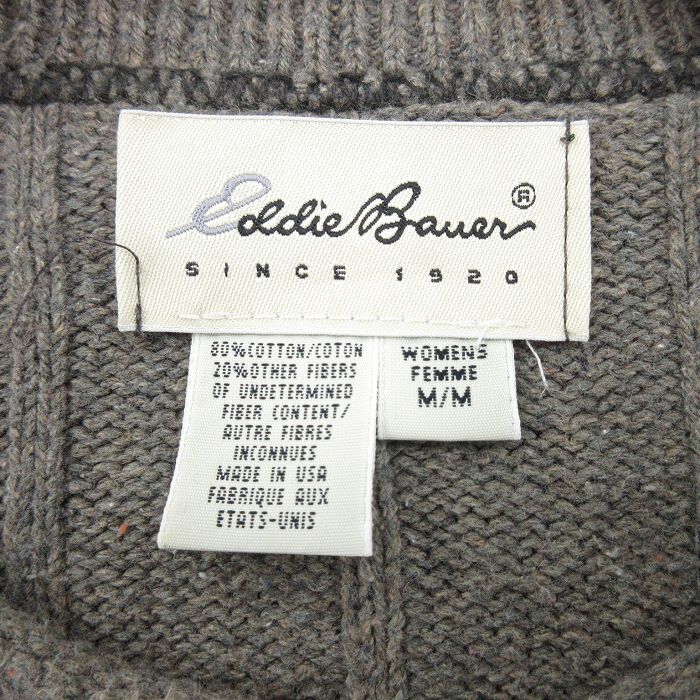 Eddie Bauer®
SINCE 1920
80%COTTON/COTON
20%OTHER FIBERS
OF UNDETERMINED
FIBER CONTENT/
AUTRE FIBRES
INCONNUES
MADE IN USA
FABRIQUE AUX
ETATS-UNIS
WOMENS
FEMME
M/M